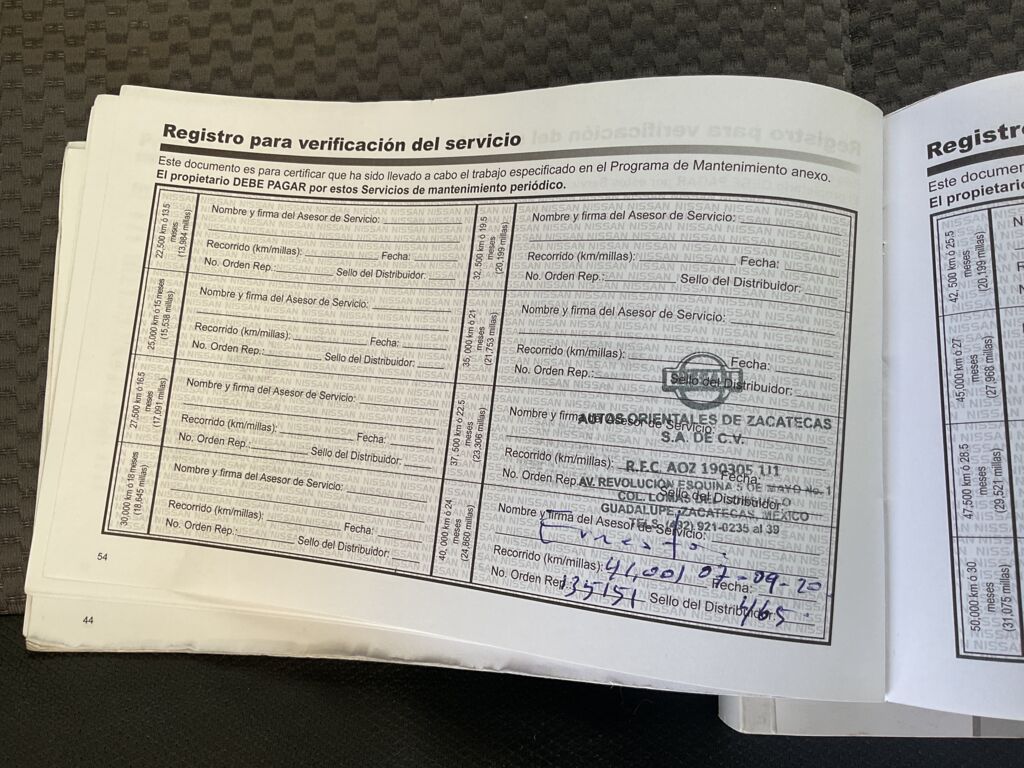 Registro para verificación del servicio
Este documento es para certificar que ha sido llevado a cabo el trabajo especificado en el Programa de Mantenimiento anexo.
El propietario DEBE PAGAR por estos Servicios de mantenimiento periódico.
22,500 km ó 13.5
meses
(13,984 millas)
Nombre y firma del Asesor de Servicio:
Recorrido (km/millas): Fecha:
No. Orden Rep.: Sello del Distribuidor:
25,000 km ó 15 meses
(15,538 millas)
Nombre y firma del Asesor de Servicio:
Recorrido (km/millas): Fecha:
No. Orden Rep.: Sello del Distribuidor:
27,500 km ó 16.5
meses
(17,091 millas)
Nombre y firma del Asesor de Servicio:
Recorrido (km/millas): Fecha:
No. Orden Rep.: Sello del Distribuidor:
30,000 km ó 18 meses
(18,645 millas)
Nombre y firma del Asesor de Servicio:
Recorrido (km/millas): Fecha:
No. Orden Rep.: Sello del Distribuidor:
32,500 km ó 19.5
meses
(20,199 millas)
Nombre y firma del Asesor de Servicio:
Recorrido (km/millas): Fecha:
No. Orden Rep.: Sello del Distribuidor:
35,000 km ó 21
meses
(21,753 millas)
Nombre y firma del Asesor de Servicio:
Recorrido (km/millas): Fecha:
No. Orden Rep.: Sello del Distribuidor:
37,500 km ó 22.5
meses
(23,306 millas)
Nombre y firma del Asesor de Servicio:
Recorrido (km/millas): Fecha:
No. Orden Rep.: Sello del Distribuidor:
40,000 km ó 24
meses
(24,860 millas)
Nombre y firma del Asesor de Servicio:
Ernesto.
Recorrido (km/millas): 41,001 Fecha: 07-09-20
No. Orden Rep.: 135151 Sello del Distribuidor: 465.
NISSAN
AUTOS ORIENTALES DE ZACATECAS
S.A. DE C.V.
R.F.C. AOZ 190305 1J1
AV. REVOLUCION ESQUINA 5 DE MAYO No.
COL. LOMAS DEL
GUADALUPE, ZACATECAS, MEXICO
TELS. 921-0235 al 39
54
44
Registro
Este documen
El propietario
42,500 km ó 25.5
meses
(20,199 millas)
45,000 km ó 27
meses
(27,968 millas)
47,500 km ó 28.5
meses
(29,521 millas)
50,000 km ó 30
meses
(31,075 millas)